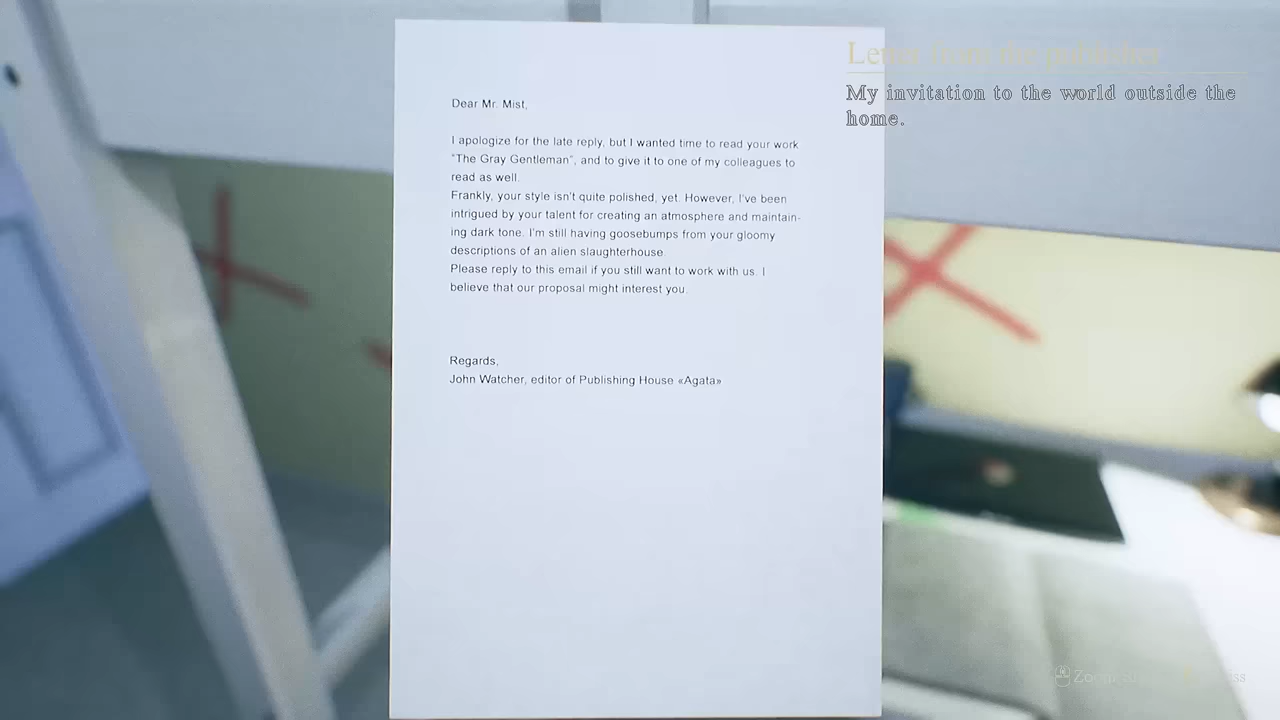 Letter from the publisher
My invitation to the world outside the
home.
Dear Mr. Mist,
I apologize for the late reply, but I wanted time to read your work
"The Gray Gentleman", and to give it to one of my colleagues to
read as well.
Frankly, your style isn't quite polished, yet. However, I've been
intrigued by your talent for creating an atmosphere and maintain-
ing dark tone. I'm still having goosebumps from your gloomy
descriptions of an alien slaughterhouse.
Please reply to this email if you still want to work with us. I
believe that our proposal might interest you.
Regards,
John Watcher, editor of Publishing House «Agata»